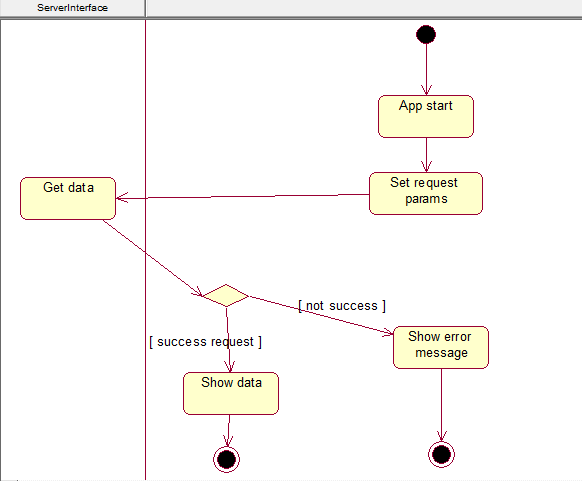 ServerInterface
App start
Set request
params
Get data
[ not success ]
[ success request ]
Show error
message
Show data